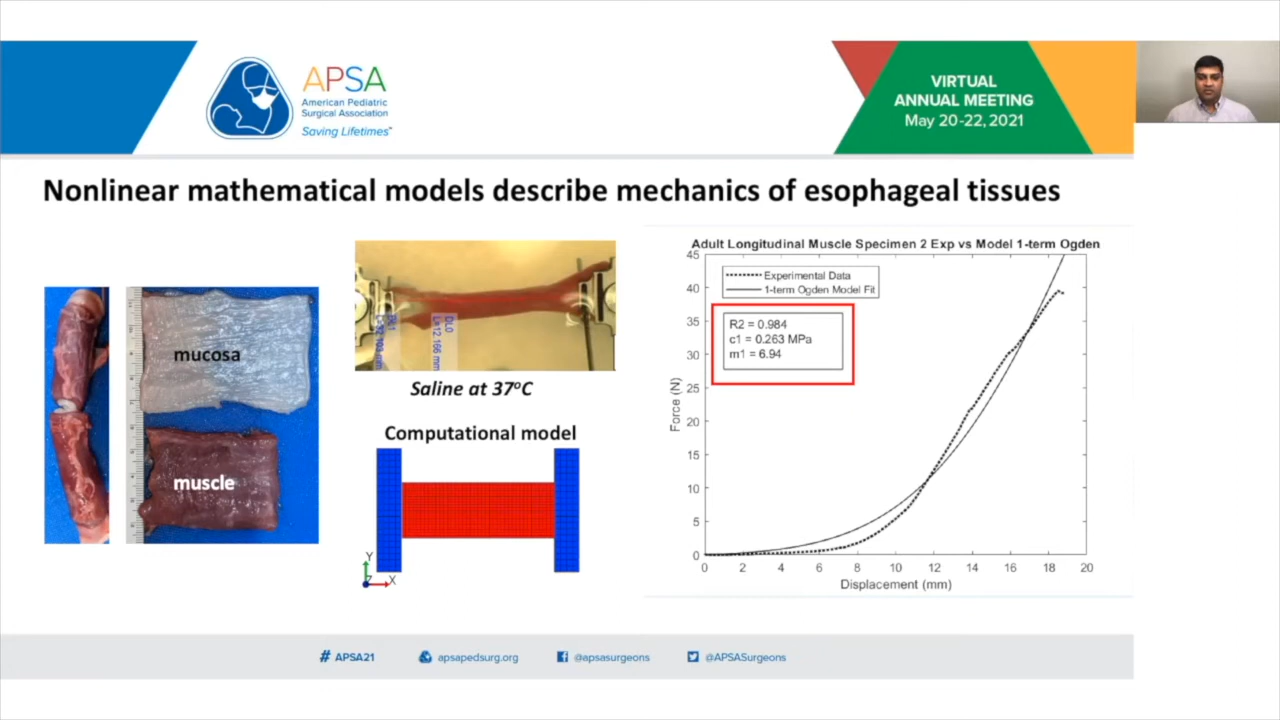 APSA
American Pediatric
Surgical Association
Saving Lifetimes
VIRTUAL
ANNUAL MEETING
May 20-22, 2021
Nonlinear mathematical models describe mechanics of esophageal tissues
mucosa
muscle
DL0
L=12.166 mm
Saline at 37°C
Computational model
Y
Z
X
Adult Longitudinal Muscle Specimen 2 Exp vs Model 1-term Ogden
Experimental Data
1-term Ogden Model Fit
R2 = 0.984
c1 = 0.263 MPa
m1 = 6.94
Force (N)
45
40
35
30
25
20
15
10
5
0
0 2 4 6 8 10 12 14 16 18 20
Displacement (mm)
# APSA21
apsapedsurg.org
@apsasurgeons
@APSASurgeons